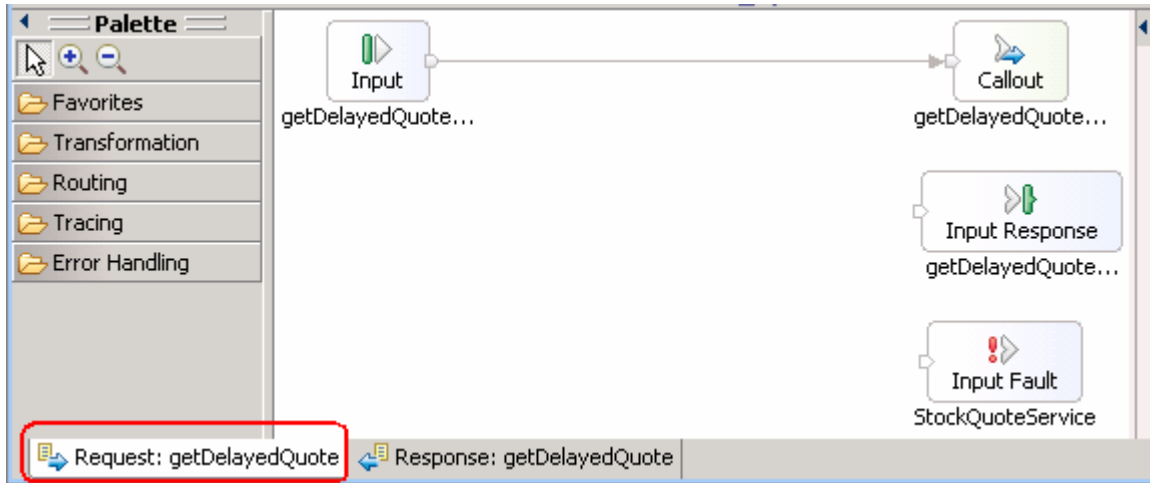 Palette
Favorites
Transformation
Routing
Tracing
Error Handling
Input
getDelayedQuote...
Callout
getDelayedQuote...
Input Response
getDelayedQuote...
Input Fault
StockQuoteService
Request: getDelayedQuote
Response: getDelayedQuote